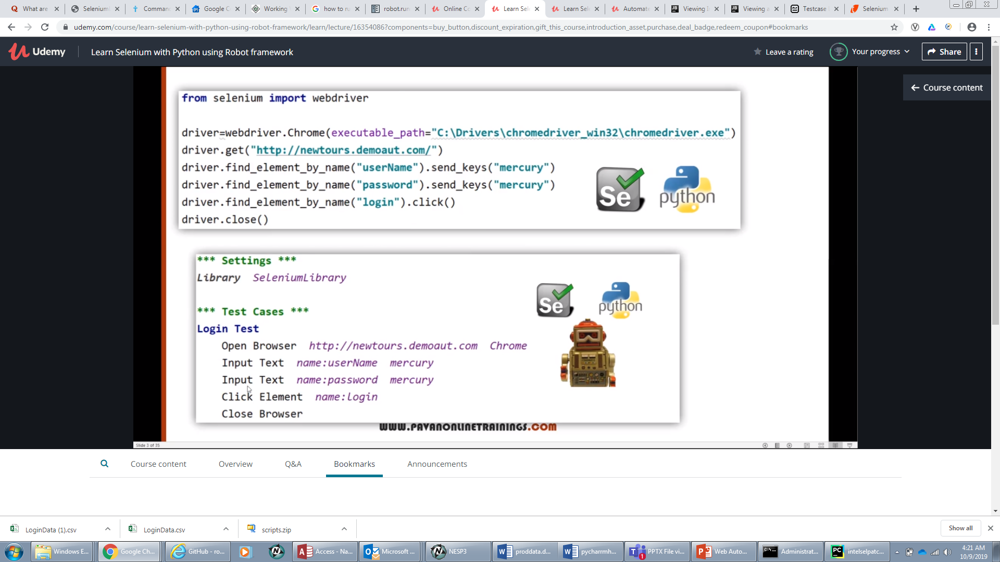 What are
Selenium
Comman
Google C
Working
how to ru
robot.run
Online Co
Learn Sel
Learn Sel
Automate
Viewing I
Viewing a
Testcase
Selenium
udemy.com/course/learn-selenium-with-python-using-robot-framework/learn/lecture/16354086?components=buy_button,discount_expiration,gift_this_course,introduction_asset,purchase,deal_badge,redeem_coupon#bookmarks
Udemy
Learn Selenium with Python using Robot framework
Leave a rating
Your progress
Share
Course content
from selenium import webdriver
driver=webdriver.Chrome(executable_path="C:\Drivers\chromedriver_win32\chromedriver.exe")
driver.get("http://newtours.demoaut.com/")
driver.find_element_by_name("userName").send_keys("mercury")
driver.find_element_by_name("password").send_keys("mercury")
driver.find_element_by_name("login").click()
driver.close()
Se
python
*** Settings ***
Library SeleniumLibrary
*** Test Cases ***
Login Test
Open Browser http://newtours.demoaut.com Chrome
Input Text name:userName mercury
Input Text name:password mercury
Click Element name:login
Close Browser
Se
python
WWW.PAVANONLINETRAININGS.COM
Slide 3 of 35
Course content
Overview
Q&A
Bookmarks
Announcements
LoginData (1).csv
LoginData.csv
scripts.zip
Show all
Windows E...
Google Ch...
GitHub - ro...
Access - Na...
Microsoft ...
NESP3
proddata.d...
pycharmh...
PPTX File vi...
Web Auto...
Administrat...
intelselpatc...
4:21 AM
10/9/2019